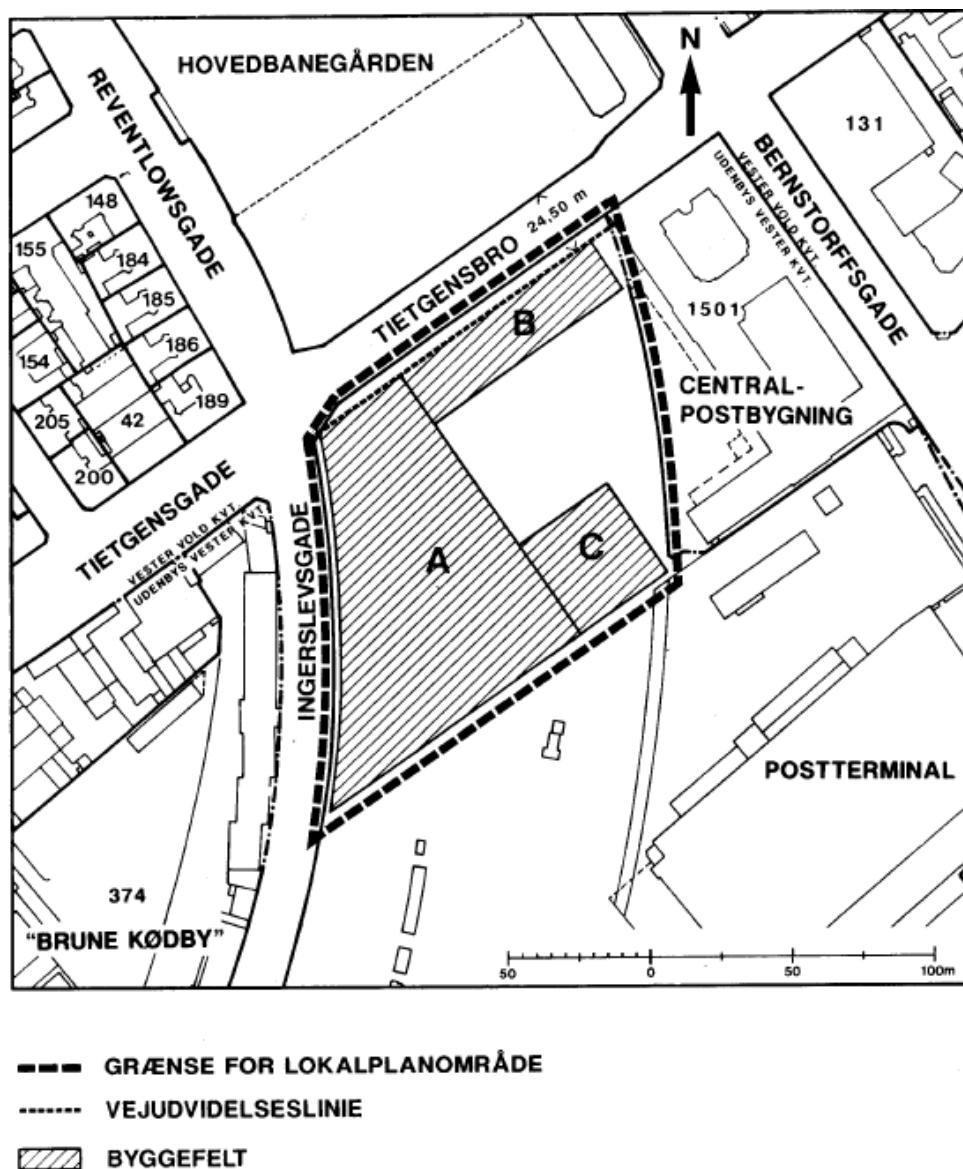 HOVEDBANEGÅRDEN
N
REVENTLOWSGADE
131
BERNSTORFFSGADE
VESTER VOLD KVT.
UDENBYS VESTER KVT.
148
155
184
185
154
186
189
205
42
200
24,50 m
TIETGENSBRO
B
1501
CENTRAL-
POSTBYGNING
TIETGENSGADE
VESTER VOLD KVT.
UDENBYS VESTER KVT.
INGERSLEVSGADE
A
C
POSTTERMINAL
374
"BRUNE KØDBY"
50 0 50 100m
GRÆNSE FOR LOKALPLANOMRÅDE
VEJUDVIDELSESLINIE
BYGGEFELT